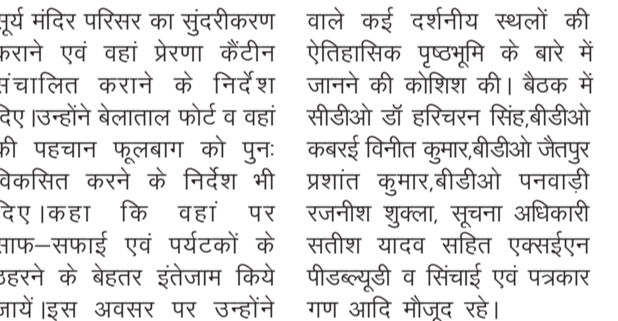 सूर्य मंदिर परिसर का सुंदरीकरण
कराने एवं वहां प्रेरणा कैंटीन
संचालित कराने के निर्देश
दिए।उन्होंने बेलाताल फोर्ट व वहां
की पहचान फूलबाग को पुनः
विकसित करने के निर्देश भी
दिए।कहा कि वहां पर
साफ–सफाई एवं पर्यटकों के
ठहरने के बेहतर इंतेजाम किये
जायें।इस अवसर पर उन्होंने
वाले कई दर्शनीय स्थलों की
ऐतिहासिक पृष्ठभूमि के बारे में
जानने की कोशिश की। बैठक में
सीडीओ डॉ हरिचरन सिंह,बीडीओ
कबरई विनीत कुमार,बीडीओ जैतपुर
प्रशांत कुमार,बीडीओ पनवाड़ी
रजनीश शुक्ला, सूचना अधिकारी
सतीश यादव सहित एक्सईएन
पीडब्ल्यूडी व सिंचाई एवं पत्रकार
गण आदि मौजूद रहे।